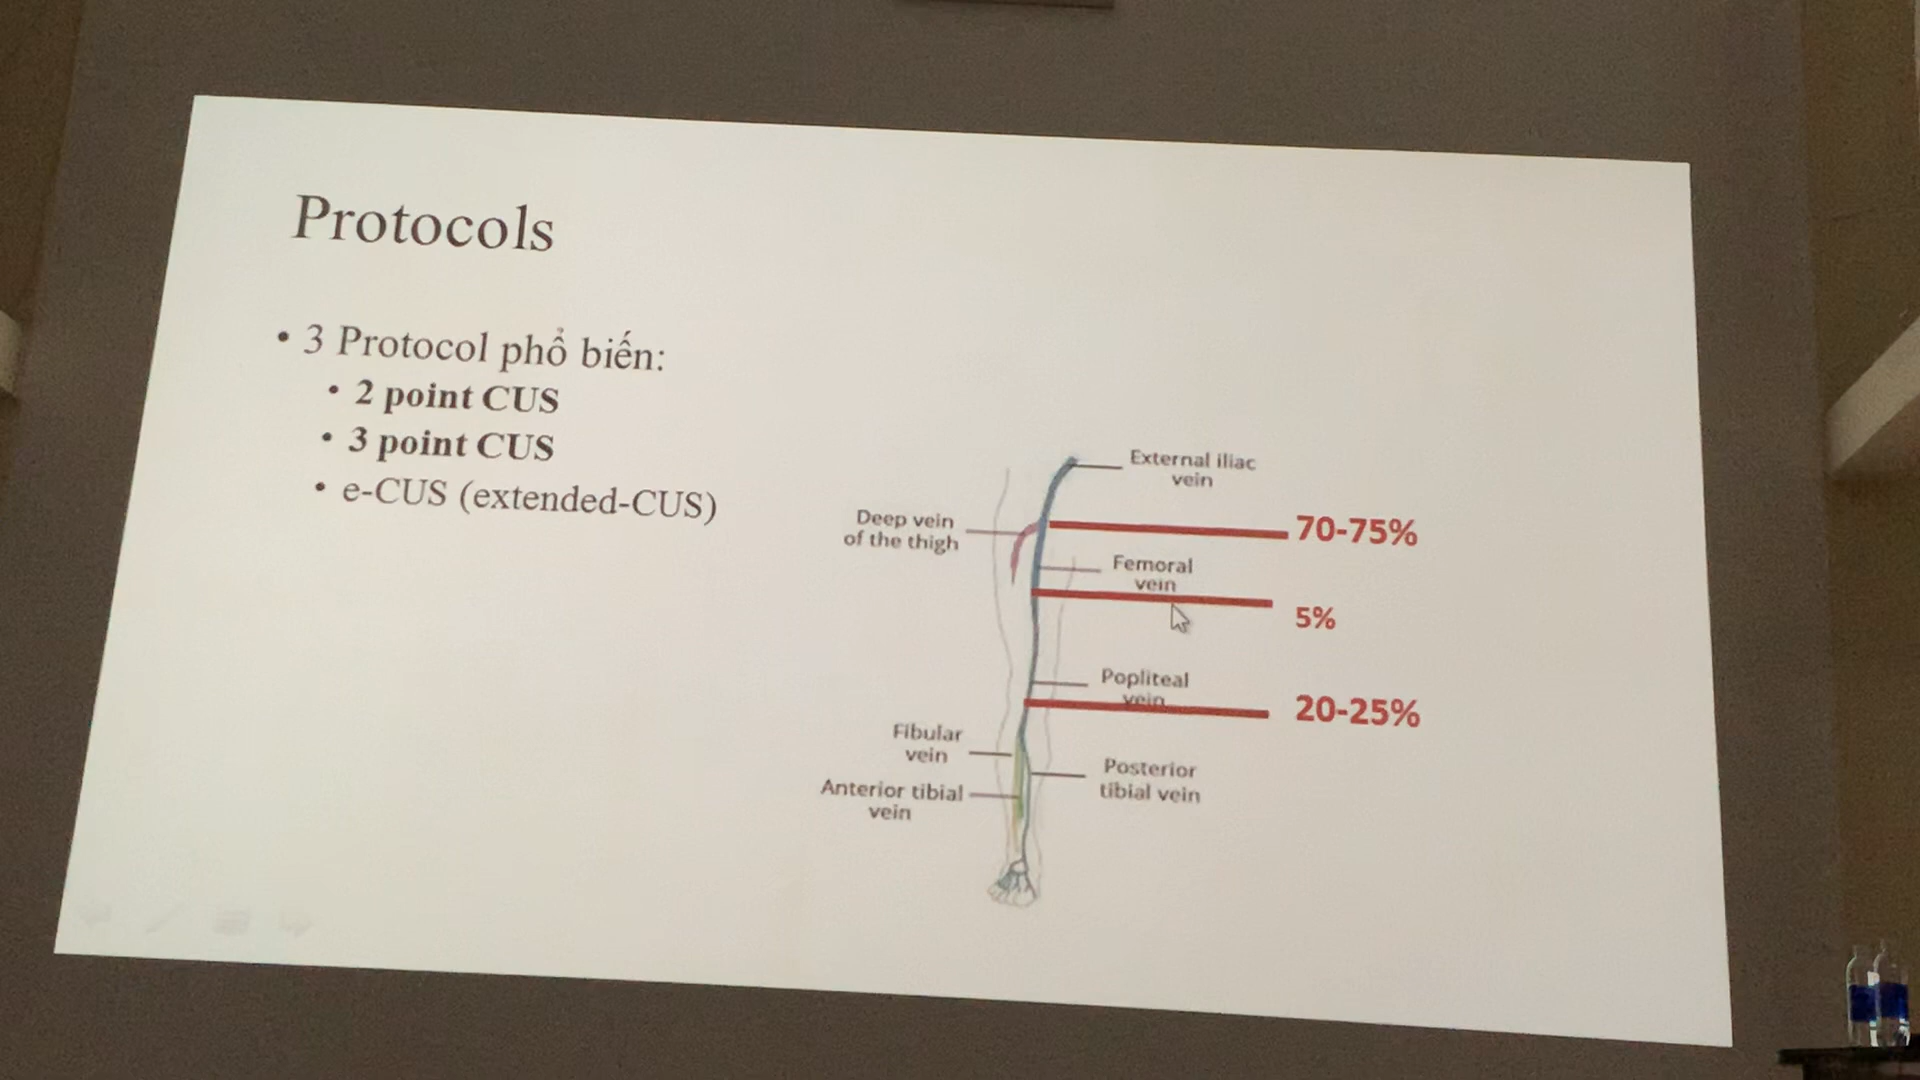 Protocols
• 3 Protocol phổ biến:
• 2 point CUS
• 3 point CUS
• e-CUS (extended-CUS)
External iliac
vein
Deep vein
of the thigh
70-75%
Femoral
vein
5%
Popliteal
vein
20-25%
Fibular
vein
Posterior
tibial vein
Anterior tibial
vein